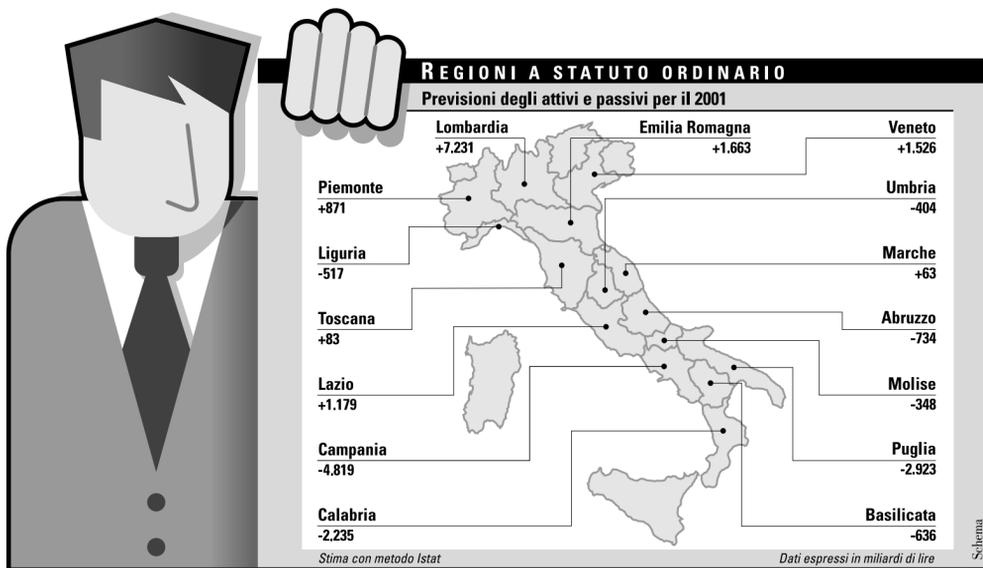 REGIONI A STATUTO ORDINARIO
Previsioni degli attivi e passivi per il 2001
Lombardia
+7.231
Emilia Romagna
+1.663
Veneto
+1.526
Piemonte
+871
Umbria
-404
Liguria
-517
Marche
+63
Toscana
+83
Abruzzo
-734
Lazio
+1.179
Molise
-348
Campania
-4.819
Puglia
-2.923
Calabria
-2,235
Basilicata
-636
Stima con metodo Istat
Dati espressi in miliardi di lire
Schema